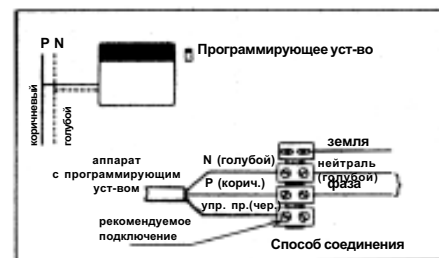 P N
Программирующее уст-во
коричневый
голубой
земля
аппарат
с программирующим
уст-вом
N (голубой)
нейтраль
(голубой)
P (корич.)
фаза
упр. пр.(чер.)
рекомендуемое
подключение
Способ соединения